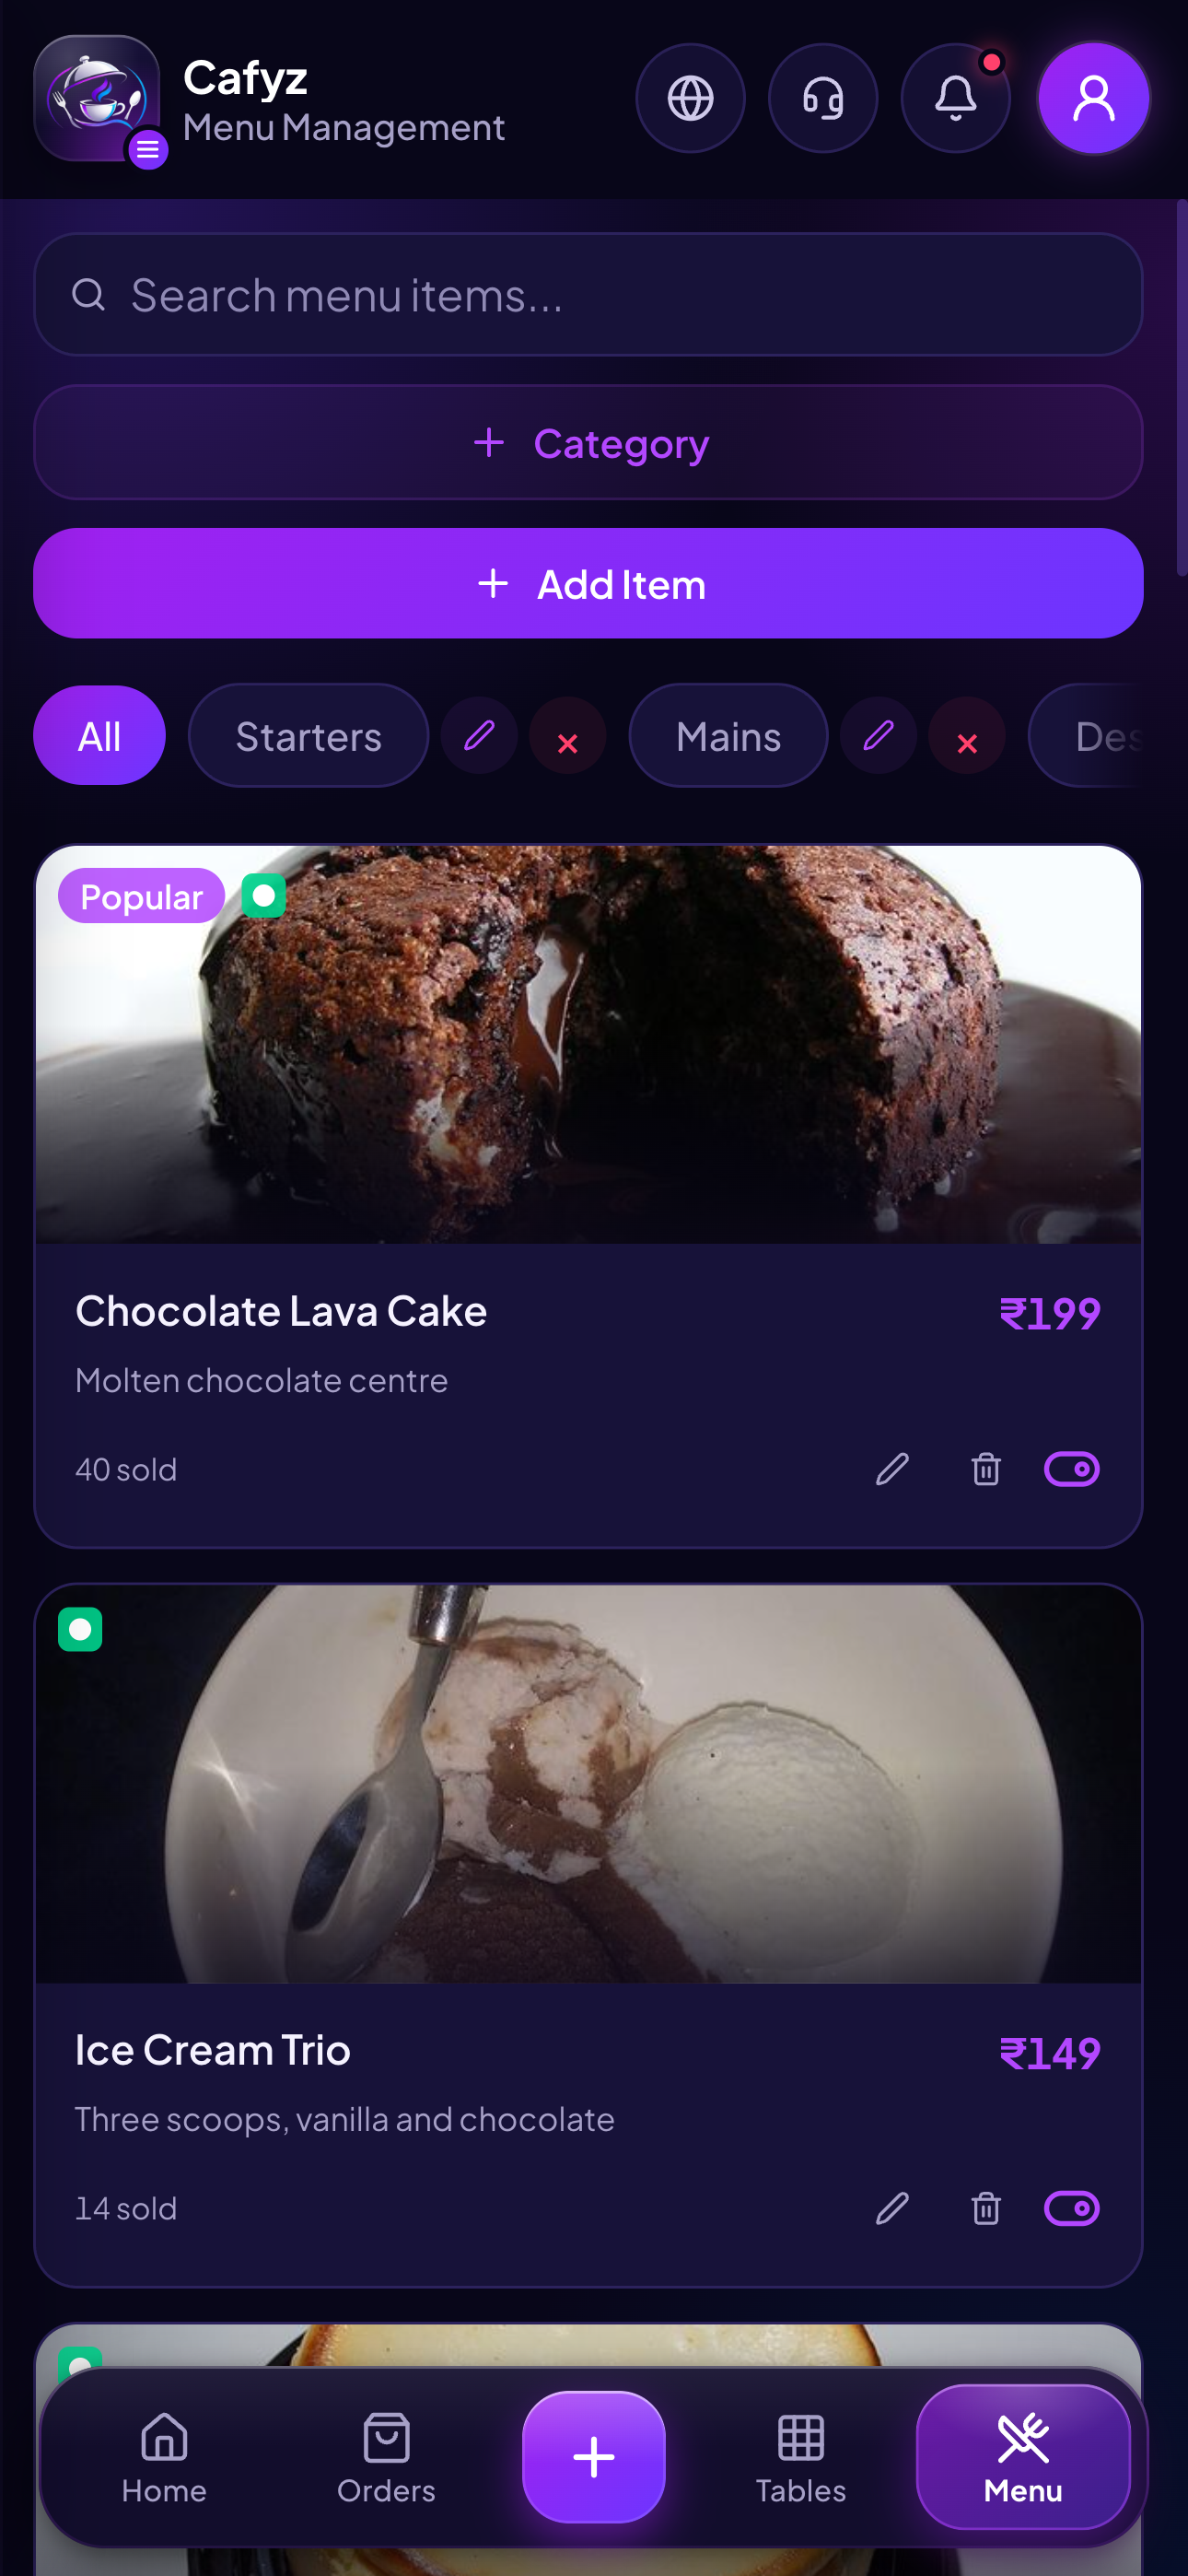 Cafyz
Menu Management
Search menu items...
Category
Add Item
All
Starters
Mains
Des
Popular
Chocolate Lava Cake
₹199
Molten chocolate centre
40 sold
Ice Cream Trio
₹149
Three scoops, vanilla and chocolate
14 sold
Home
Orders
Tables
Menu